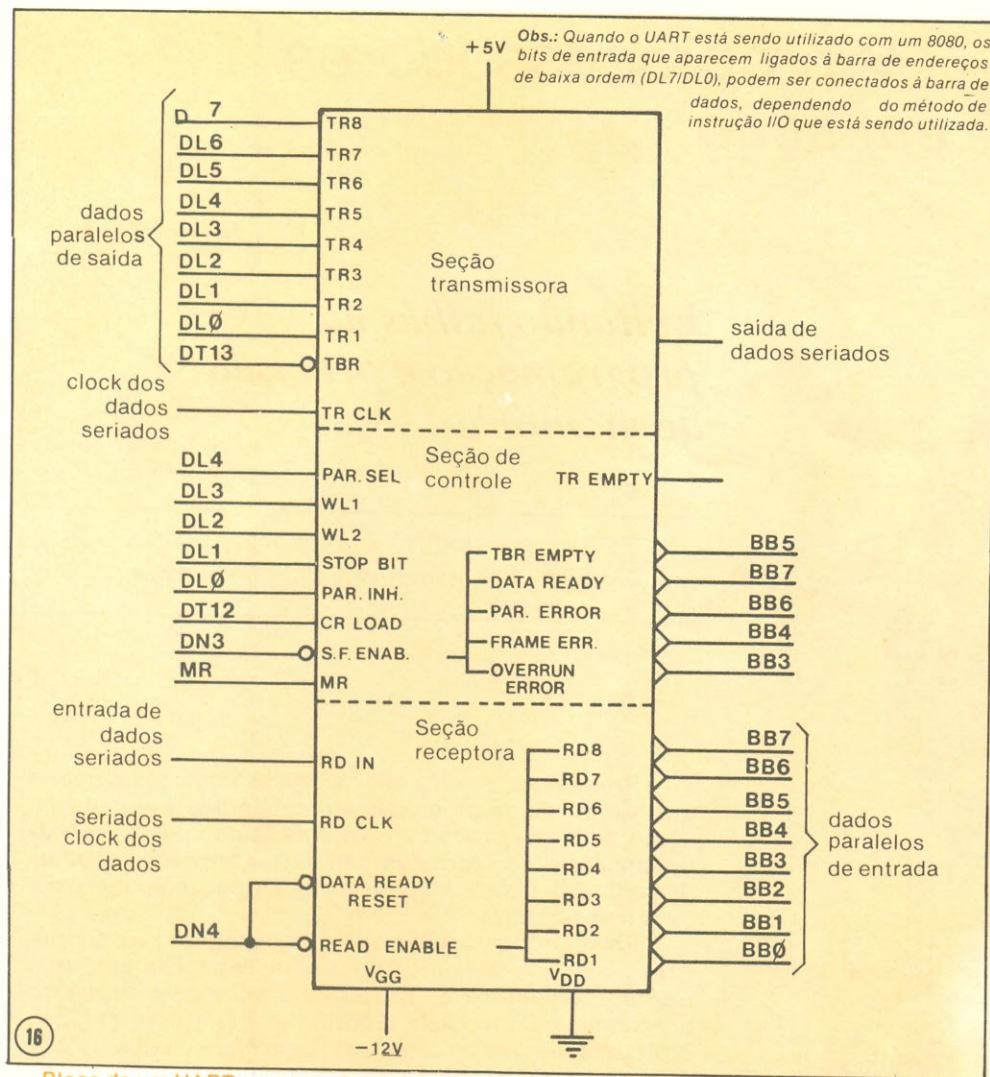 +5V
Obs.: Quando o UART está sendo utilizado com um 8080, os
bits de entrada que aparecem ligados à barra de endereços
de baixa ordem (DL7/DL0), podem ser conectados à barra de
dados, dependendo do método de
instrução I/O que está sendo utilizada.
dados
paralelos
de saída
D 7
TR8
DL6
TR7
DL5
TR6
DL4
TR5
DL3
TR4
DL2
TR3
DL1
TR2
DLØ
TR1
DT13
TBR
Seção
transmissora
saída de
dados seriados
clock dos
dados
seriados
TR CLK
Seção de
controle
DL4
PAR. SEL
DL3
WL1
DL2
WL2
DL1
STOP BIT
DLØ
PAR. INH.
DT12
CR LOAD
DN3
S.F. ENAB.
MR
MR
TR EMPTY
TBR EMPTY
BB5
DATA READY
BB7
PAR. ERROR
BB6
FRAME ERR.
BB4
OVERRUN
ERROR
BB3
Seção
receptora
entrada de
dados
seriados
RD IN
seriados
clock dos
dados
RD CLK
DATA READY
RESET
DN4
READ ENABLE
RD8
BB7
RD7
BB6
RD6
BB5
RD5
BB4
RD4
BB3
RD3
BB2
RD2
BB1
RD1
BBØ
dados
paralelos
de entrada
VGG
VDD
-12V
16
UART